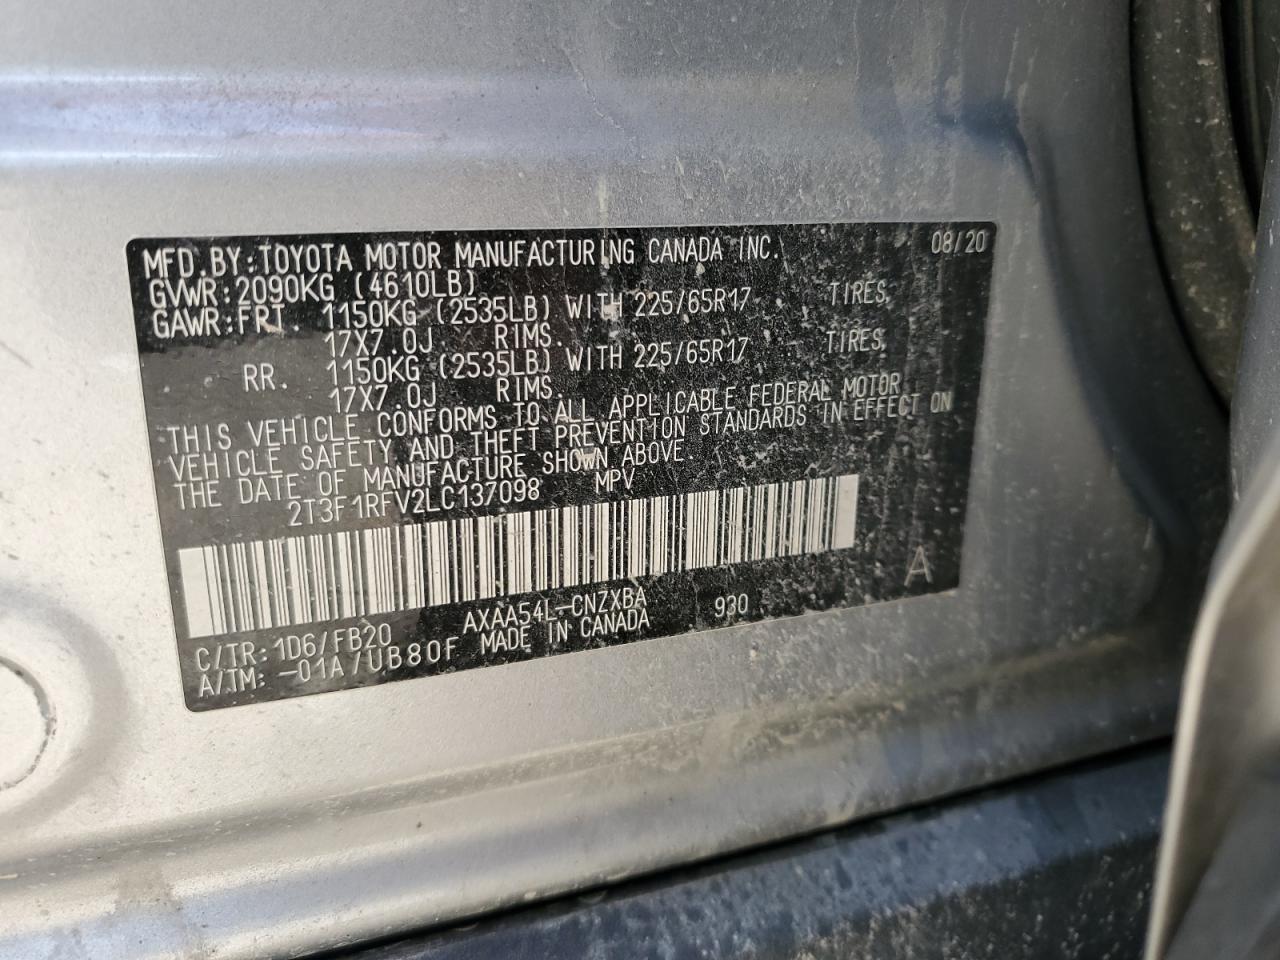 MFD.BY:TOYOTA MOTOR MANUFACTURING CANADA INC. 08/20
GVWR:2090KG (4610LB)
GAWR:FRT. 1150KG (2535LB) WITH 225/65R17 TIRES,
17X7.0J RIMS.
RR. 1150KG (2535LB) WITH 225/65R17 TIRES,
17X7.0J RIMS.
THIS VEHICLE CONFORMS TO ALL APPLICABLE FEDERAL MOTOR
VEHICLE SAFETY AND THEFT PREVENTION STANDARDS IN EFFECT ON
THE DATE OF MANUFACTURE SHOWN ABOVE.
2T3F1RFV2LC137098 MPV
A
AXAA54L-CNZXBA 930
C/TR:1D6/FB20 MADE IN CANADA
A/TM:-01A/UB80F